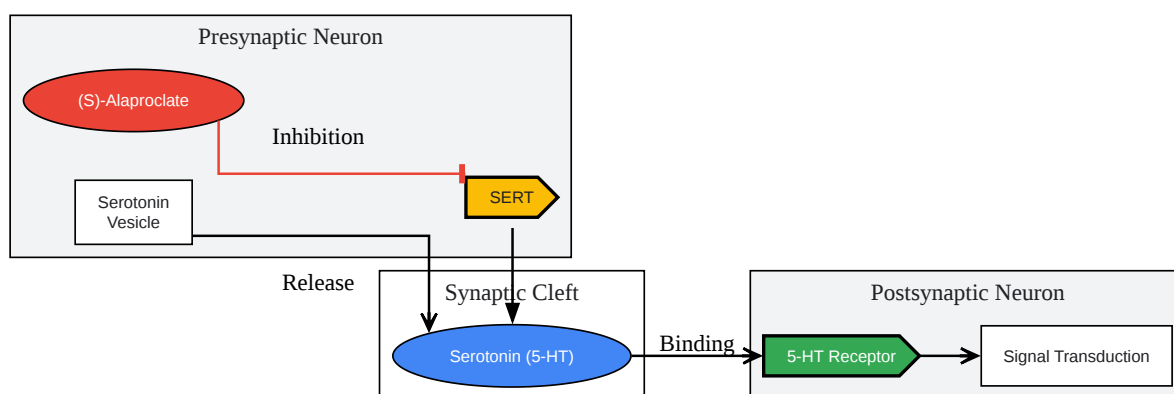 Presynaptic Neuron
(S)-Alaproclate
Inhibition
Serotonin
Vesicle
SERT
Release
Synaptic Cleft
Serotonin (5-HT)
Binding
Postsynaptic Neuron
5-HT Receptor
Signal Transduction